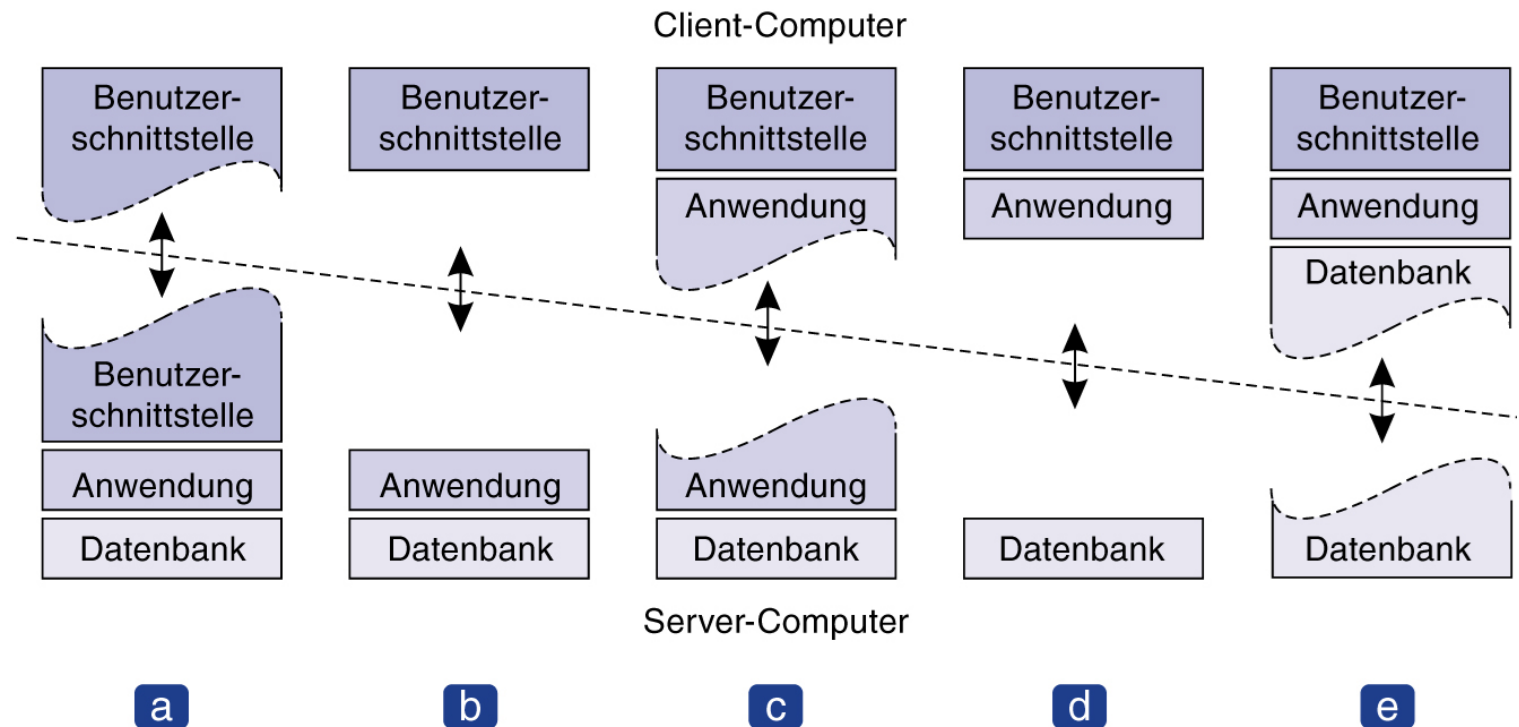 Client-Computer
Benutzer-
schnittstelle
Benutzer-
schnittstelle
Benutzer-
schnittstelle
Benutzer-
schnittstelle
Benutzer-
schnittstelle
Anwendung
Anwendung
Anwendung
Datenbank
Benutzer-
schnittstelle
Anwendung
Anwendung
Anwendung
Datenbank
Datenbank
Datenbank
Datenbank
Datenbank
Server-Computer
a
b
c
d
e